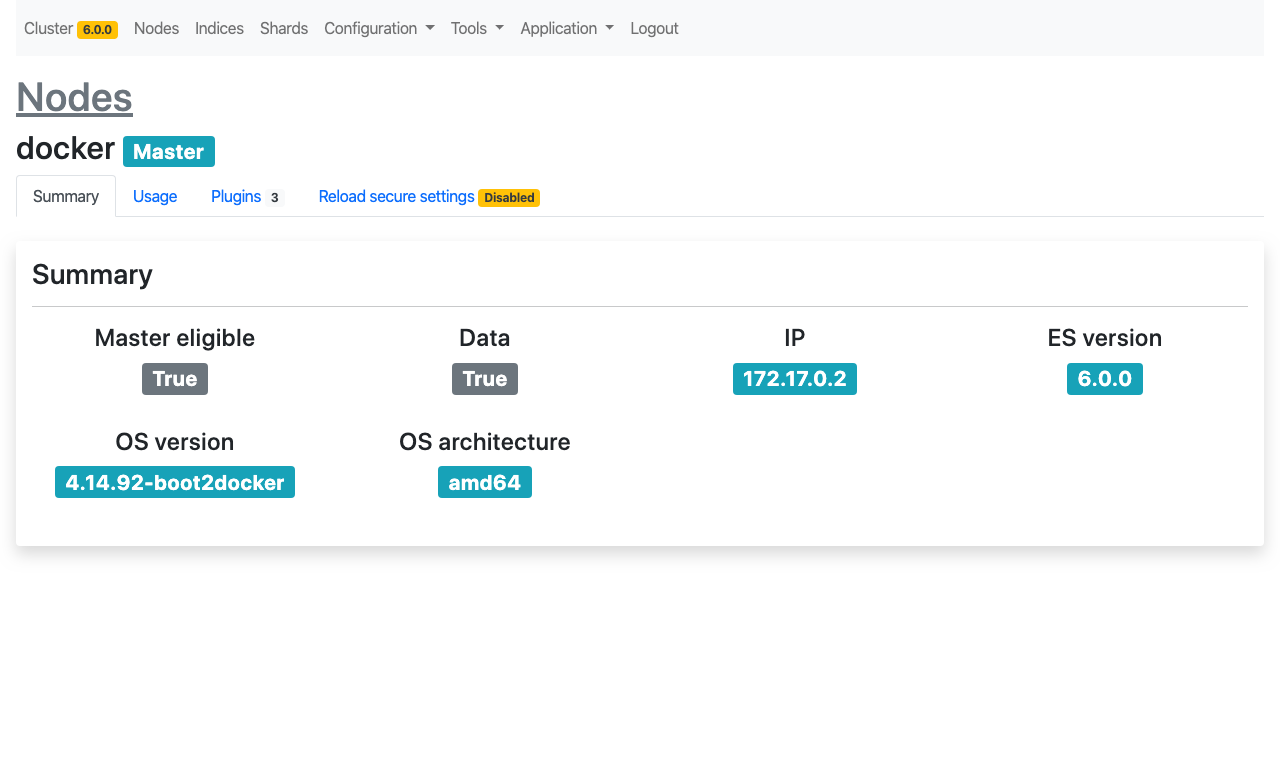 Cluster 6.0.0 Nodes Indices Shards Configuration Tools Application Logout
Nodes
docker Master
Summary Usage Plugins 3 Reload secure settings Disabled
Summary
Master eligible Data IP ES version
True True 172.17.0.2 6.0.0
OS version OS architecture
4.14.92-boot2docker amd64